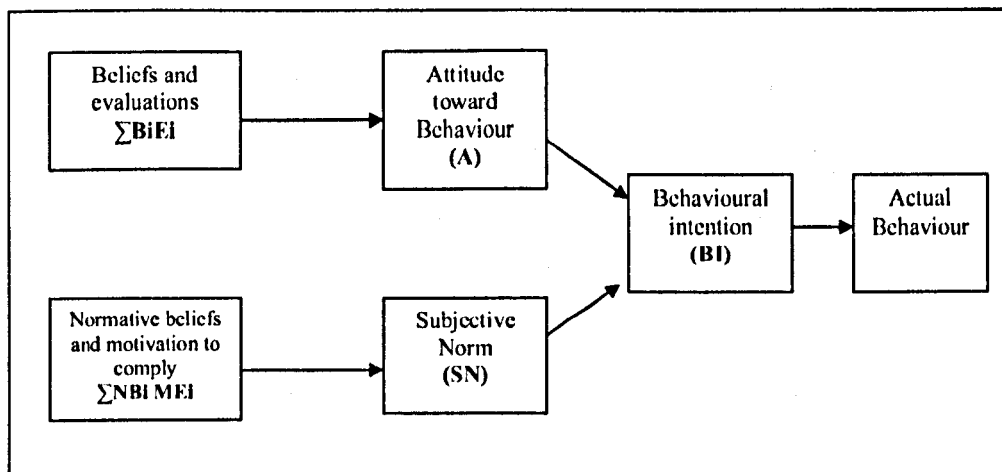 Beliefs and
evaluations
∑BiEi
Attitude
toward
Behaviour
(A)
Behavioural
intention
(BI)
Actual
Behaviour
Normative beliefs
and motivation to
comply
∑NBi MEi
Subjective
Norm
(SN)